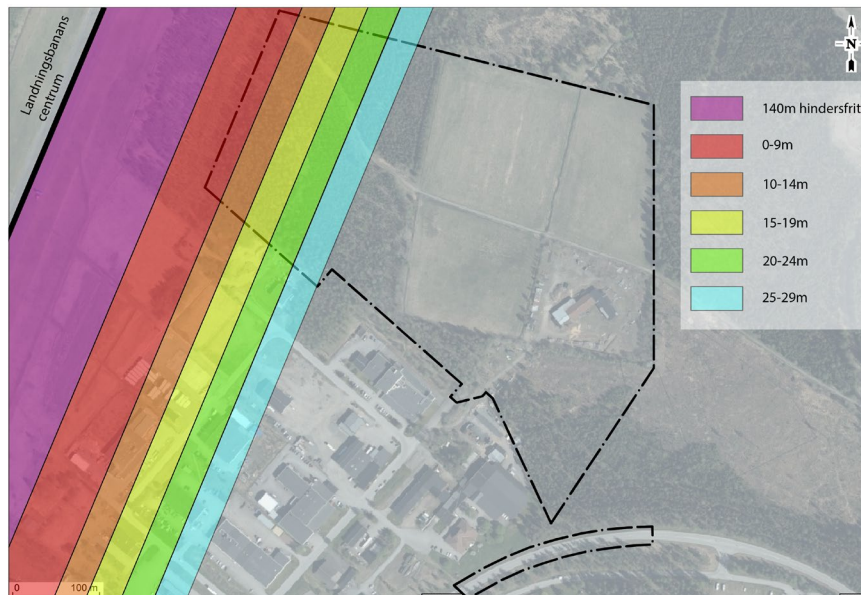 Landningsbanans
centrum
N
140m hindersfrit
0-9m
10-14m
15-19m
20-24m
25-29m
0 100 m